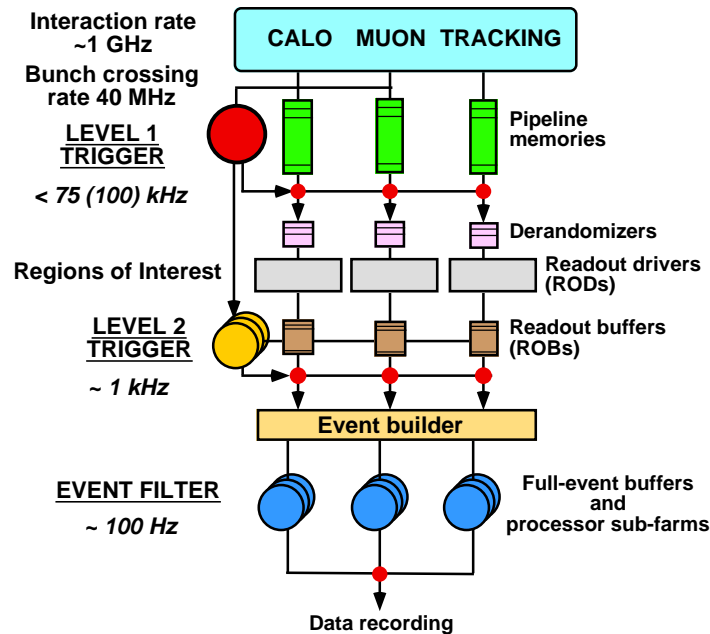 Interaction rate
~1 GHz
CALO MUON TRACKING
Bunch crossing
rate 40 MHz
Pipeline
memories
LEVEL 1
TRIGGER
< 75 (100) kHz
Derandomizers
Regions of Interest
Readout drivers
(RODs)
LEVEL 2
TRIGGER
Readout buffers
(ROBs)
~ 1 kHz
Event builder
EVENT FILTER
~ 100 Hz
Full-event buffers
and
processor sub-farms
Data recording